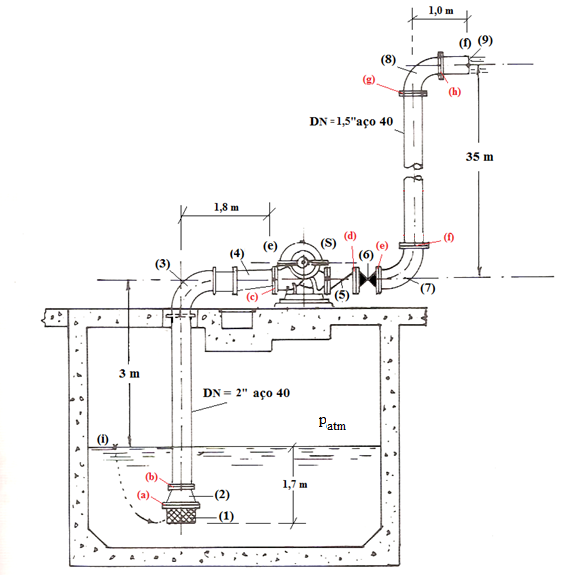 1,0 m
(f) (9)
(8)
(g)
(h)
DN = 1,5" aço 40
35 m
1,8 m
(e) (S)
(d)
(6)
(e)
(f)
(3)
(4)
(c)
(5)
(7)
3 m
DN = 2" aço 40
patm
(i)
(b)
(2)
1,7 m
(a)
(1)